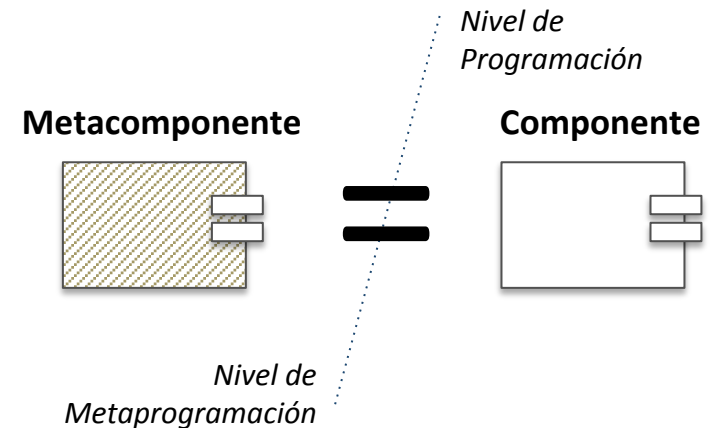 Nivel de
Programación
Metacomponente
Componente
Nivel de
Metaprogramación